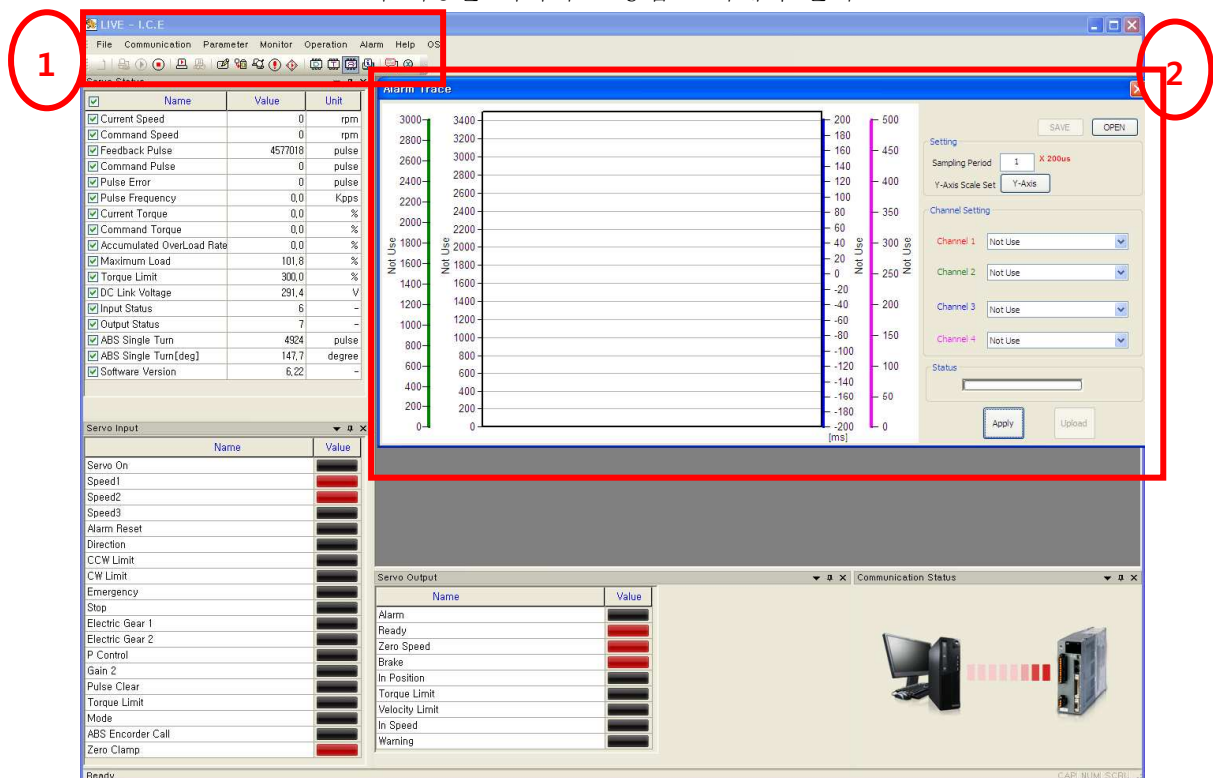 LIVE - I.C.E
File Communication Parameter Monitor Operation Alarm Help OS
1
2
Servo Status
Name Value Unit
Current Speed 0 rpm
Command Speed 0 rpm
Feedback Pulse 4577018 pulse
Command Pulse 0 pulse
Pulse Error 0 pulse
Pulse Frequency 0,0 Kpps
Current Torque 0,0 %
Command Torque 0,0 %
Accumulated OverLoad Rate 0,0 %
Maximum Load 101,8 %
Torque Limit 300,0 %
DC Link Voltage 291,4 V
Input Status 6 -
Output Status 7 -
ABS Single Turn 4924 pulse
ABS Single Turn[deg] 147,7 degree
Software Version 6,22 -
Alarm Trace
3000 2800 2600 2400 2200 2000 1800 1600 1400 1200 1000 800 600 400 200 0
Not Use
3400 3200 3000 2800 2600 2400 2200 2000 1800 1600 1400 1200 1000 800 600 400 200 0
Not Use
200 180 160 140 120 100 80 60 40 20 0 -20 -40 -60 -80 -100 -120 -140 -160 -180 -200
Not Use
[ms]
500 450 400 350 300 250 200 150 100 50 0
Not Use
SAVE OPEN
Setting
Sampling Period 1 X 200us
Y-Axis Scale Set Y-Axis
Channel Setting
Channel 1 Not Use
Channel 2 Not Use
Channel 3 Not Use
Channel 4 Not Use
Status
Apply Upload
Servo Input
Name Value
Servo On
Speed1
Speed2
Speed3
Alarm Reset
Direction
CCW Limit
CW Limit
Emergency
Stop
Electric Gear 1
Electric Gear 2
P Control
Gain 2
Pulse Clear
Torque Limit
Mode
ABS Encorder Call
Zero Clamp
Servo Output
Name Value
Alarm
Ready
Zero Speed
Brake
In Position
Torque Limit
Velocity Limit
In Speed
Warning
Communication Status
Ready
CAP NUM SCRL